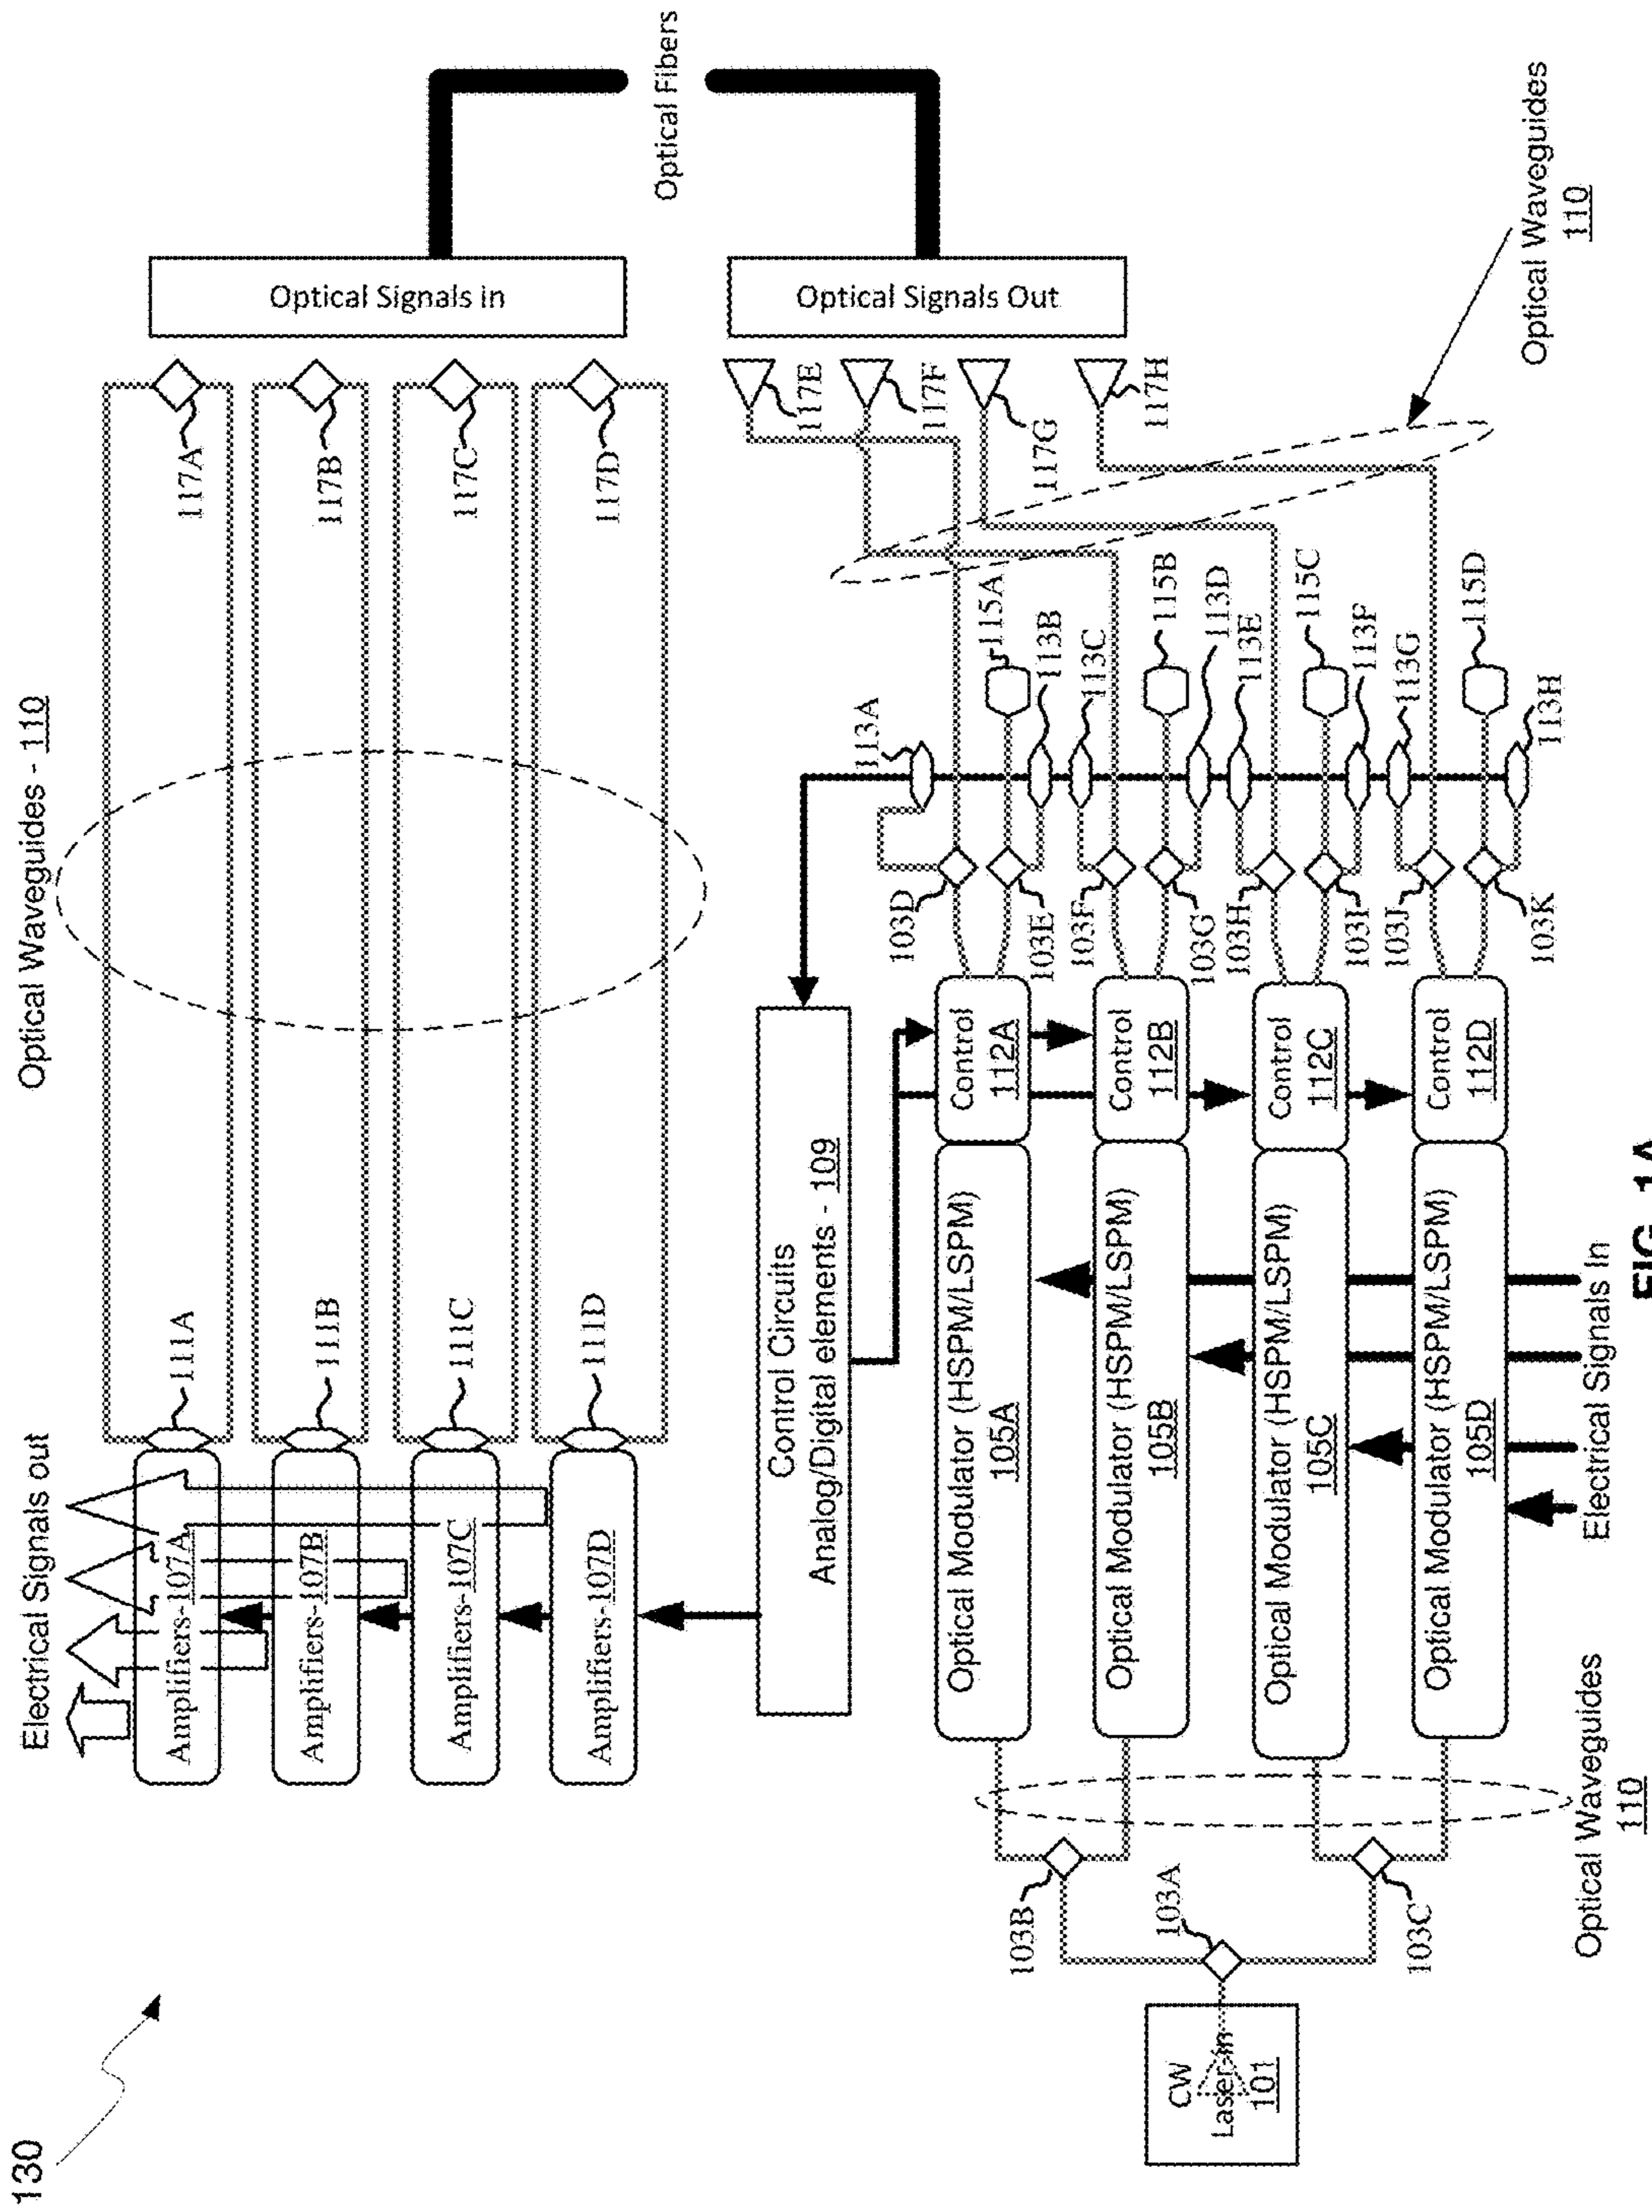 130
Optical Waveguides - 110
Electrical Signals out
111A
111B
111C
111D
Amplifiers-107A
Amplifiers-107B
Amplifiers-107C
Amplifiers-107D
117A
117B
117C
117D
Optical Signals in
Optical Fibers
Optical Signals Out
Control Circuits
Analog/Digital elements - 109
117E
117F
117G
117H
113A
115A
113B
113C
115B
113D
113E
115C
113F
113G
115D
113H
103D
103E
103F
103G
103H
103I
103J
103K
Control
112A
Control
112B
Control
112C
Control
112D
Optical Modulator (HSPM/LSPM)
105A
Optical Modulator (HSPM/LSPM)
105B
Optical Modulator (HSPM/LSPM)
105C
Optical Modulator (HSPM/LSPM)
105D
103B
103A
103C
CW
Laser in
101
Optical Waveguides
110
Electrical Signals In
Optical Waveguides
110
FIG. 1A